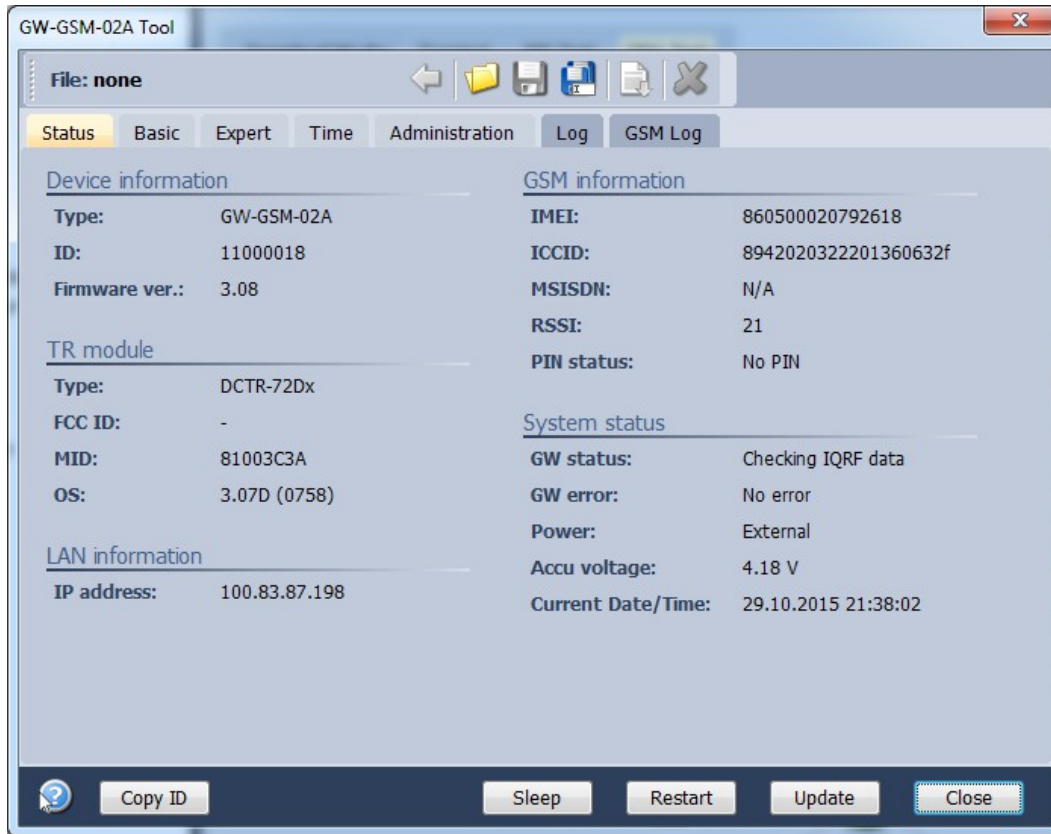 GW-GSM-02A Tool
File: none
Status Basic Expert Time Administration Log GSM Log
Device information
Type: GW-GSM-02A
ID: 11000018
Firmware ver.: 3.08
TR module
Type: DCTR-72Dx
FCC ID: -
MID: 81003C3A
OS: 3.07D (0758)
LAN information
IP address: 100.83.87.198
GSM information
IMEI: 860500020792618
ICCID: 8942020322201360632f
MSISDN: N/A
RSSI: 21
PIN status: No PIN
System status
GW status: Checking IQRF data
GW error: No error
Power: External
Accu voltage: 4.18 V
Current Date/Time: 29.10.2015 21:38:02
Copy ID Sleep Restart Update Close